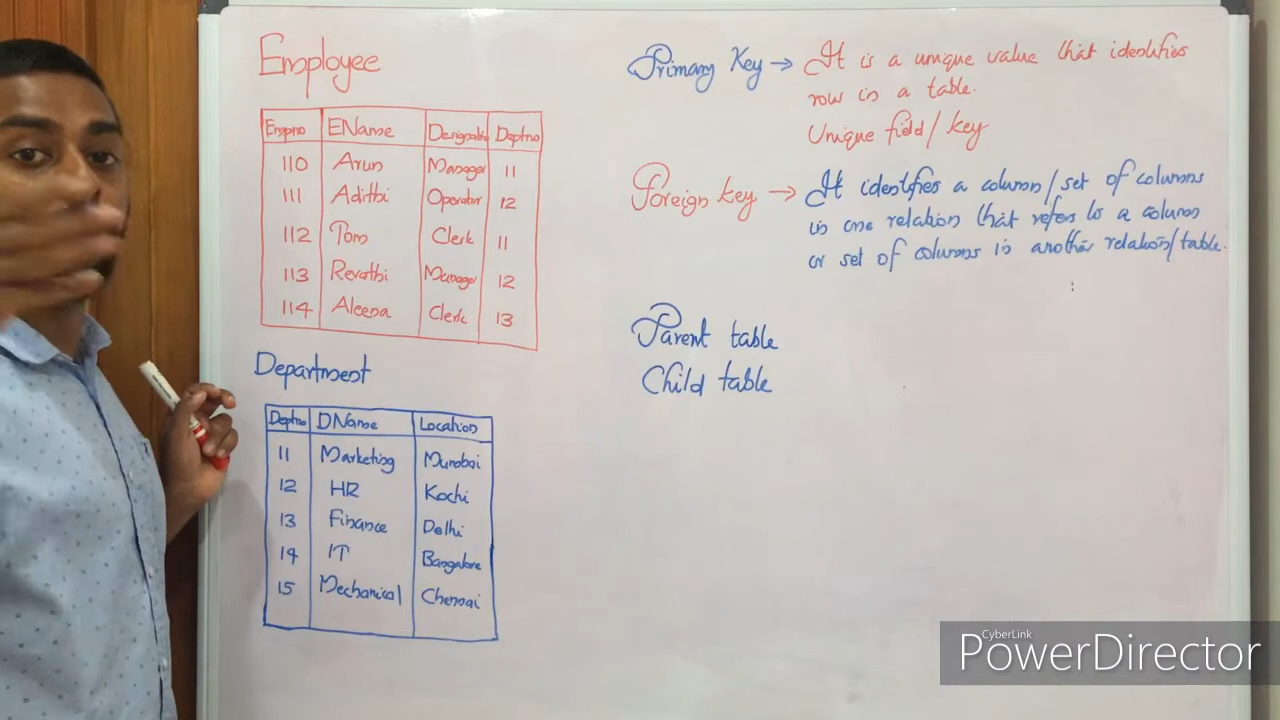 Employee
Empno EName Designation Deptno
110 Arun Manager 11
111 Adithi Operator 12
112 Tom Clerk 11
113 Revathi Manager 12
114 Aleena Clerk 13
Department
Deptno DName Location
11 Marketing Mumbai
12 HR Kochi
13 Finance Delhi
14 IT Bangalore
15 Mechanical Chennai
Primary Key → It is a unique value that identifies
row in a table.
Unique field/key
Foreign key → It identifies a column/set of columns
in one relation that refers to a column
or set of columns in another relation/table.
Parent table
Child table
CyberLink
PowerDirector